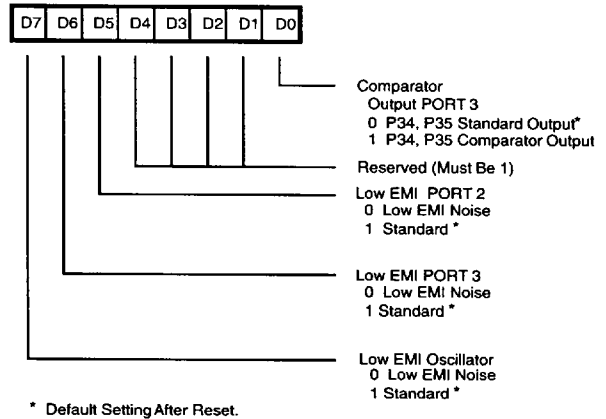 D7 D6 D5 D4 D3 D2 D1 D0
Comparator
Output PORT 3
0 P34, P35 Standard Output*
1 P34, P35 Comparator Output
Reserved (Must Be 1)
Low EMI PORT 2
0 Low EMI Noise
1 Standard *
Low EMI PORT 3
0 Low EMI Noise
1 Standard *
Low EMI Oscillator
0 Low EMI Noise
1 Standard *
* Default Setting After Reset.